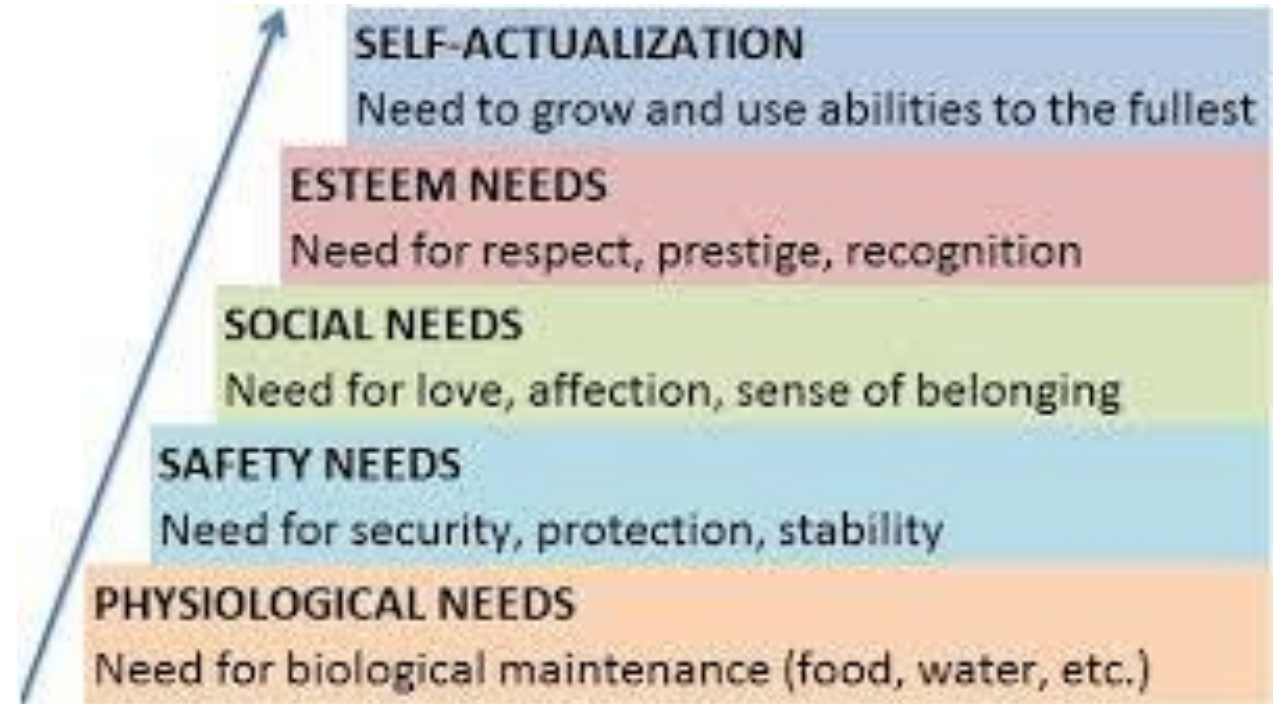 SELF-ACTUALIZATION
Need to grow and use abilities to the fullest
ESTEEM NEEDS
Need for respect, prestige, recognition
SOCIAL NEEDS
Need for love, affection, sense of belonging
SAFETY NEEDS
Need for security, protection, stability
PHYSIOLOGICAL NEEDS
Need for biological maintenance (food, water, etc.)